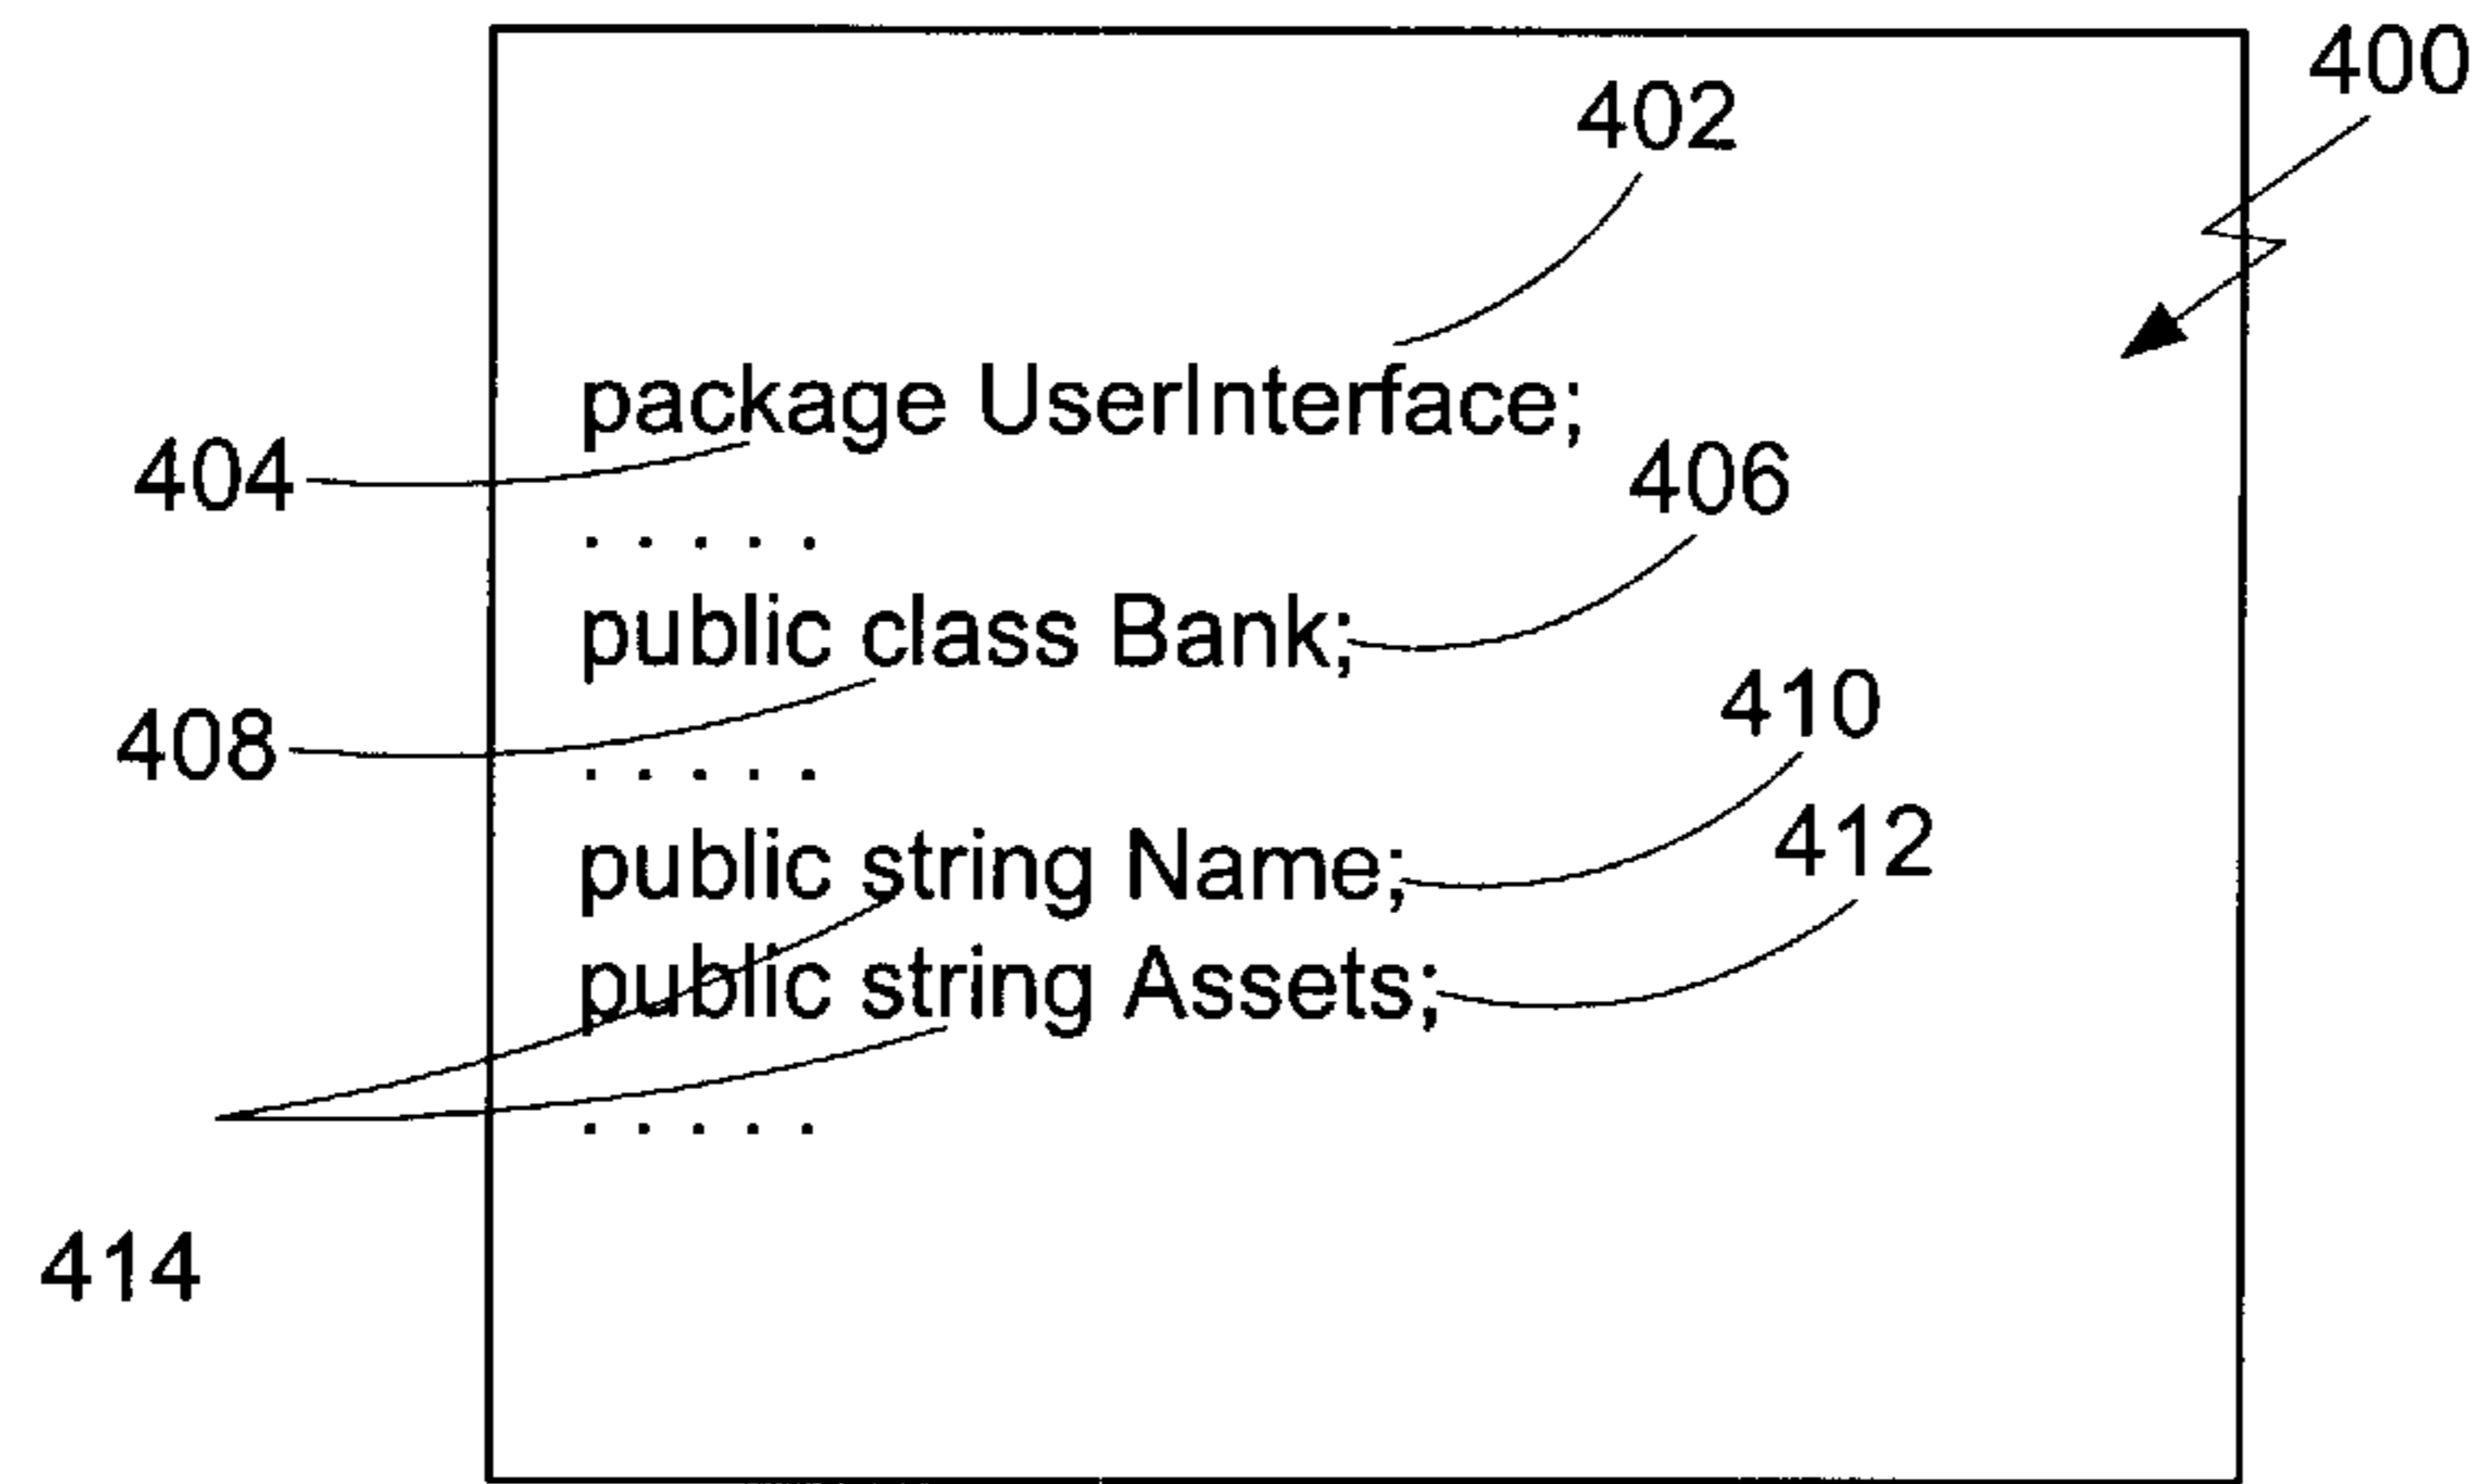 400
402
package UserInterface;
404
406
. . . . .
public class Bank;
408
410
. . . . .
412
public string Name;
public string Assets;
. . . . .
414